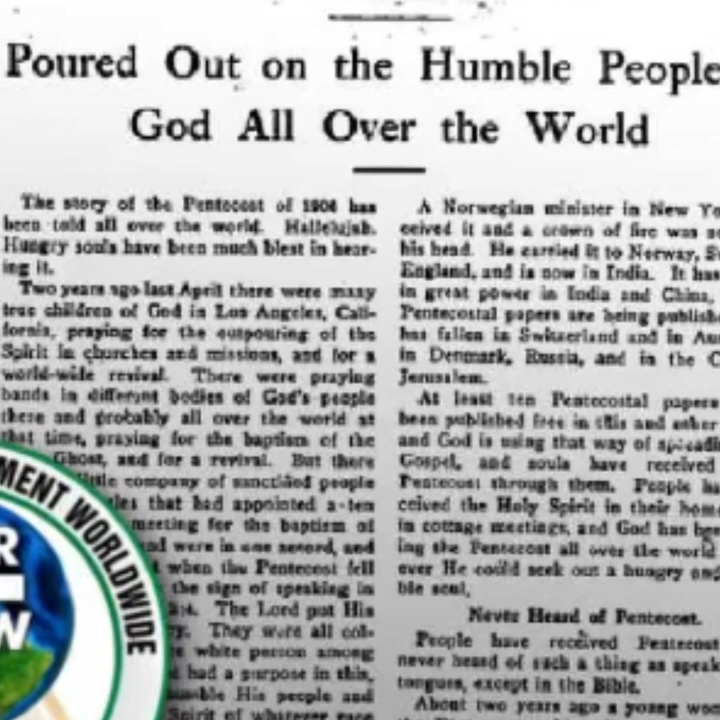 Poured Out on the Humble People
God All Over the World
The story of the Pentecost of 1906 has
been told all over the world. Hallelujah.
Hungry souls have been much blest in hear-
ing it.
Two years ago last April there were many
true children of God in Los Angeles, Cali-
fornia, praying for the outpouring of the
Spirit in churches and missions, and for a
world-wide revival. There were praying
bands in different bodies of God's people
there and probably all over the world at
that time, praying for the baptism of the
Ghost, and for a revival. But there
little company of sanctified people
that had appointed a ten
meeting for the baptism of
and were in one accord, and
when the Pentecost fell
the sign of speaking in
The Lord put His
They were all col-
white person among
had a purpose in this,
humble His people and
Spirit of whatever race
A Norwegian minister in New
ceived it and a crown of fire was
his head. He carried it to Norway,
England, and is now in India. It has
in great power in India and China,
Pentecostal papers are being
has fallen in Switzerland and in
in Denmark, Russia, and in the
Jerusalem.
At least ten Pentecostal papers
been published free in this and other
and God is using that way of spreading
Gospel, and souls have received
Pentecost through them. People
ceived the Holy Spirit in their
in cottage meetings, and God has
ing the Pentecost all over the world
ever He could seek out a hungry and
ble soul.
Never Heard of Pentecost.
People have received Pentecost
never heard of such a thing as
tongues, except in the Bible.
About two years ago a young
MENT WORLDWIDE
R
W